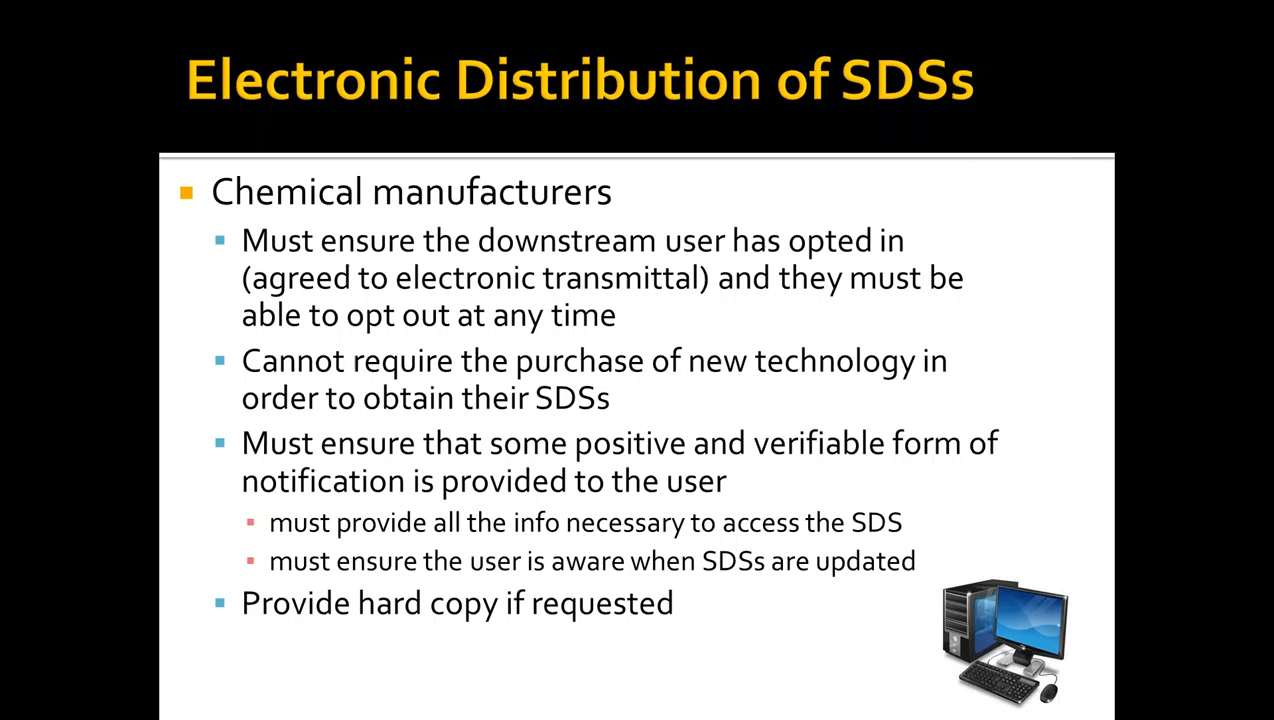 Electronic Distribution of SDSs
Chemical manufacturers
Must ensure the downstream user has opted in
(agreed to electronic transmittal) and they must be
able to opt out at any time
Cannot require the purchase of new technology in
order to obtain their SDSs
Must ensure that some positive and verifiable form of
notification is provided to the user
must provide all the info necessary to access the SDS
must ensure the user is aware when SDSs are updated
Provide hard copy if requested